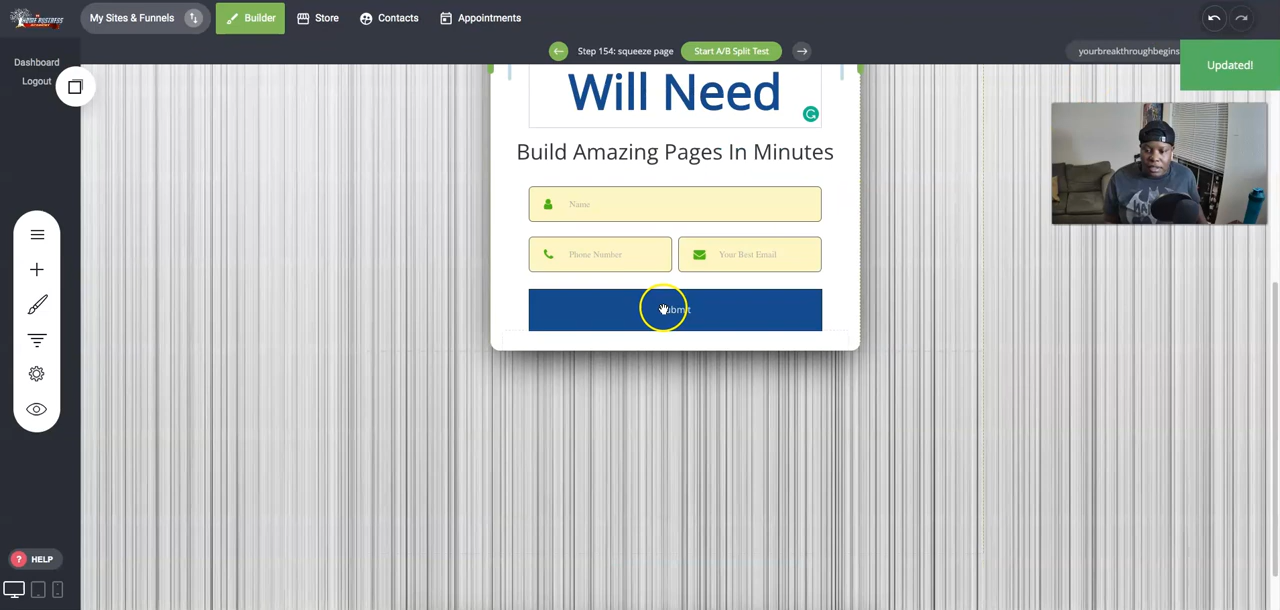 My Sites & Funnels
Builder
Store
Contacts
Appointments
Dashboard
Logout
Step 154: squeeze page
Start A/B Split Test
yourbreakthroughbegins
Updated!
Will Need
Build Amazing Pages In Minutes
Name
Phone Number
Your Best Email
Submit
? HELP